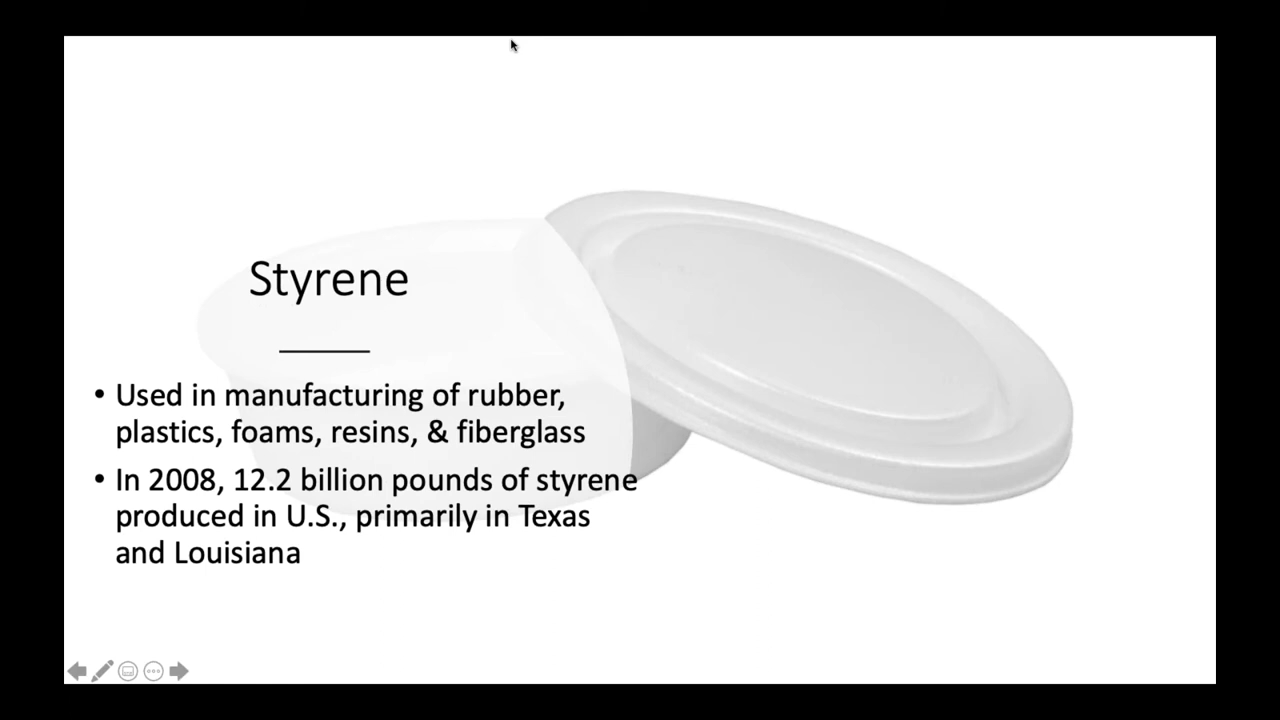 Styrene
• Used in manufacturing of rubber,
plastics, foams, resins, & fiberglass
• In 2008, 12.2 billion pounds of styrene
produced in U.S., primarily in Texas
and Louisiana